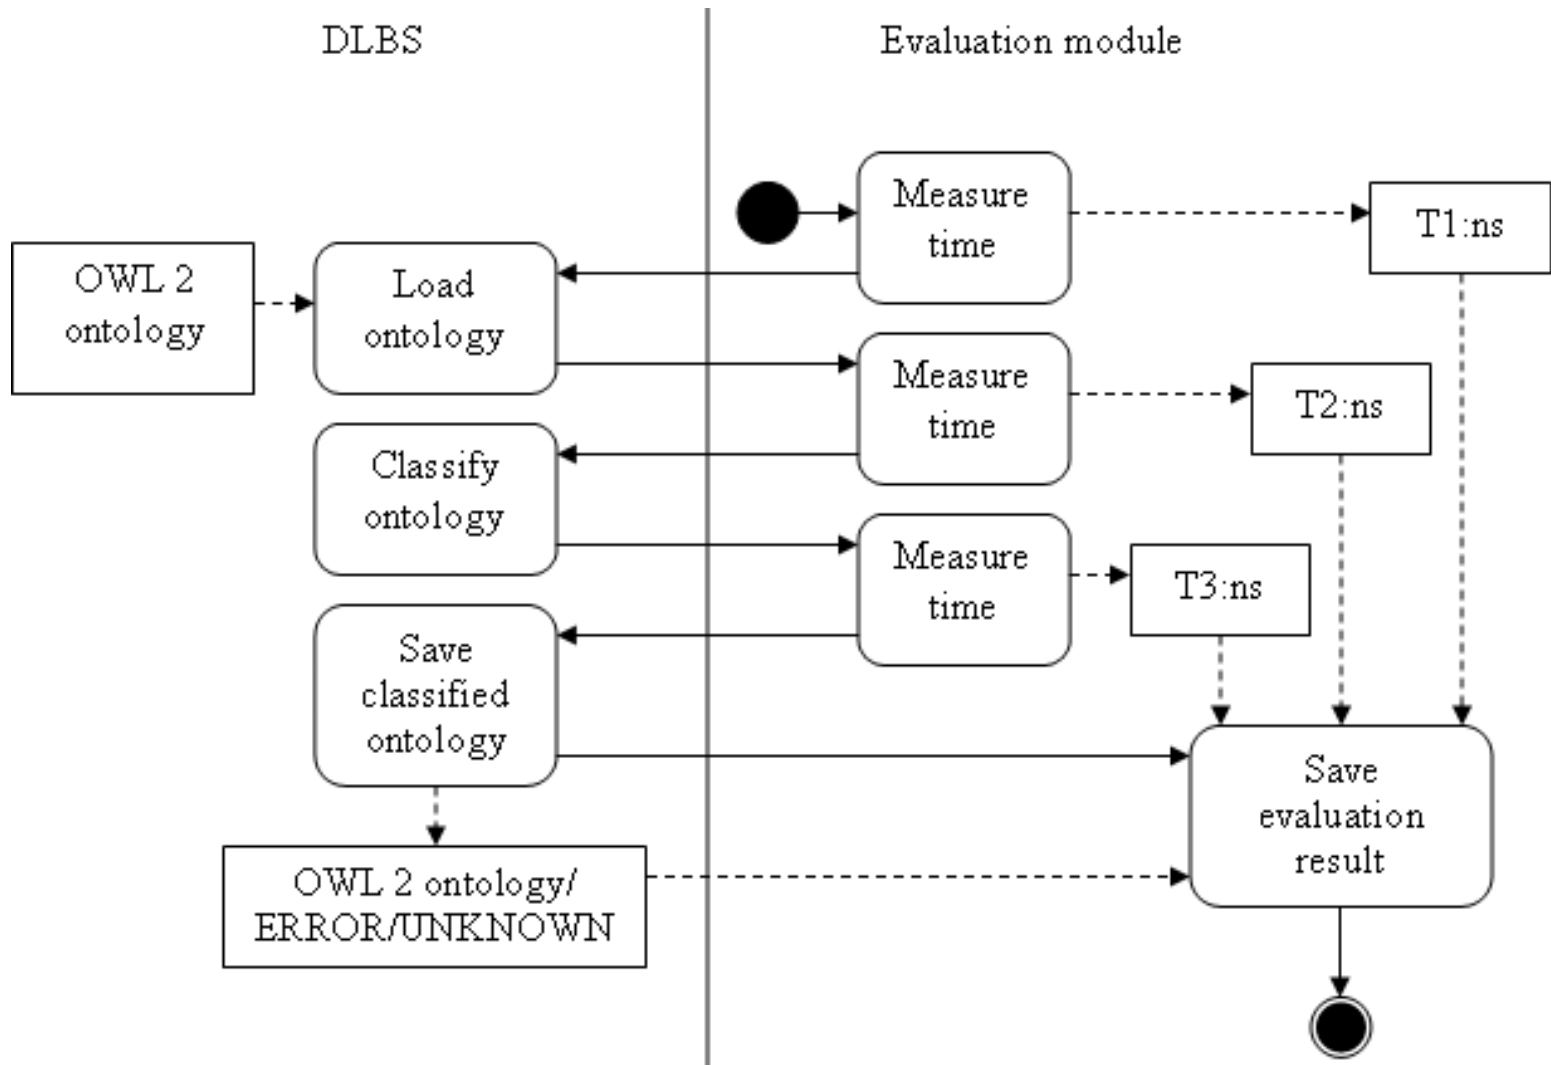 DLBS
Evaluation module
Measure
time
T1:ns
OWL 2
ontology
Load
ontology
Measure
time
T2:ns
Classify
ontology
Measure
time
T3:ns
Save
classified
ontology
Save
evaluation
result
OWL 2 ontology/
ERROR/UNKNOWN